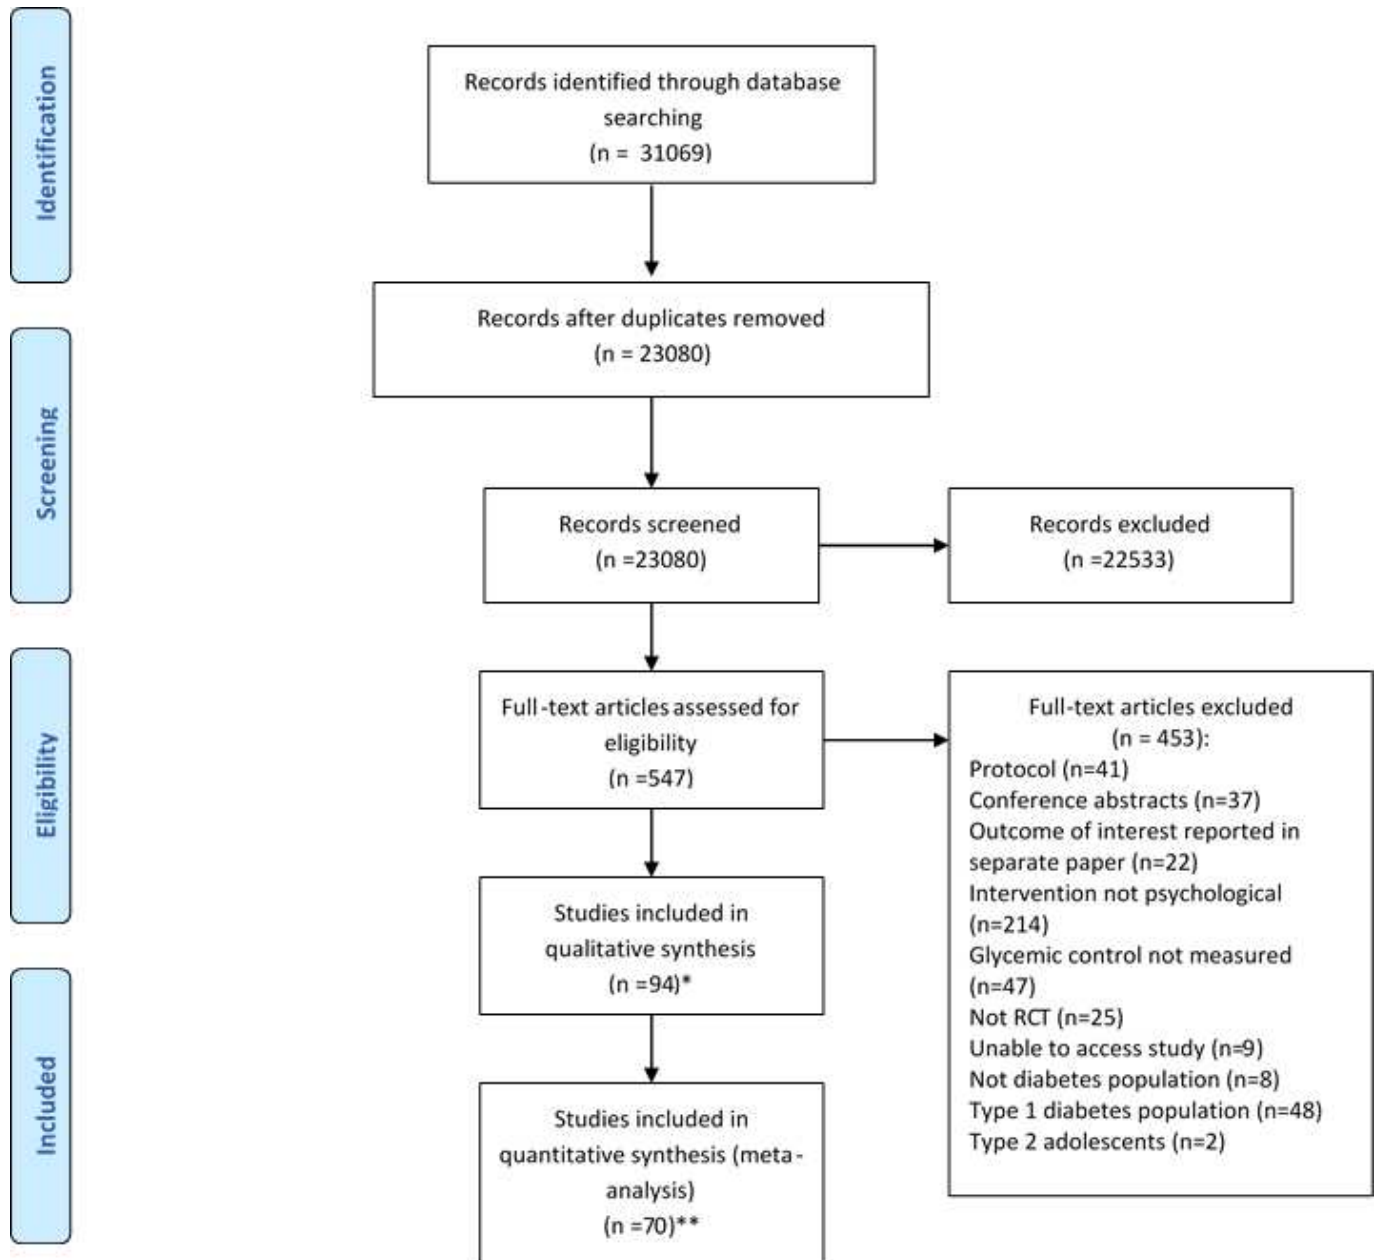 Identification
Records identified through database
searching
(n = 31069)
Records after duplicates removed
(n = 23080)
Screening
Records screened
(n =23080)
Records excluded
(n =22533)
Eligibility
Full-text articles assessed for
eligibility
(n =547)
Full-text articles excluded
(n = 453):
Protocol (n=41)
Conference abstracts (n=37)
Outcome of interest reported in
separate paper (n=22)
Intervention not psychological
(n=214)
Glycemic control not measured
(n=47)
Not RCT (n=25)
Unable to access study (n=9)
Not diabetes population (n=8)
Type 1 diabetes population (n=48)
Type 2 adolescents (n=2)
Studies included in
qualitative synthesis
(n =94)*
Included
Studies included in
quantitative synthesis (meta-
analysis)
(n =70)**